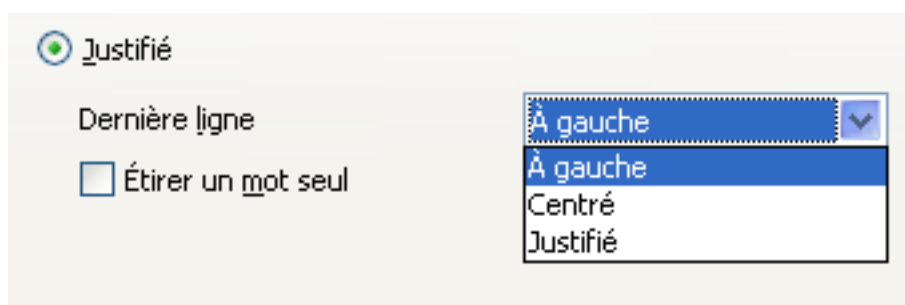 Justifié
Dernière ligne À gauche
À gauche
Étirer un mot seul
Centré
Justifié